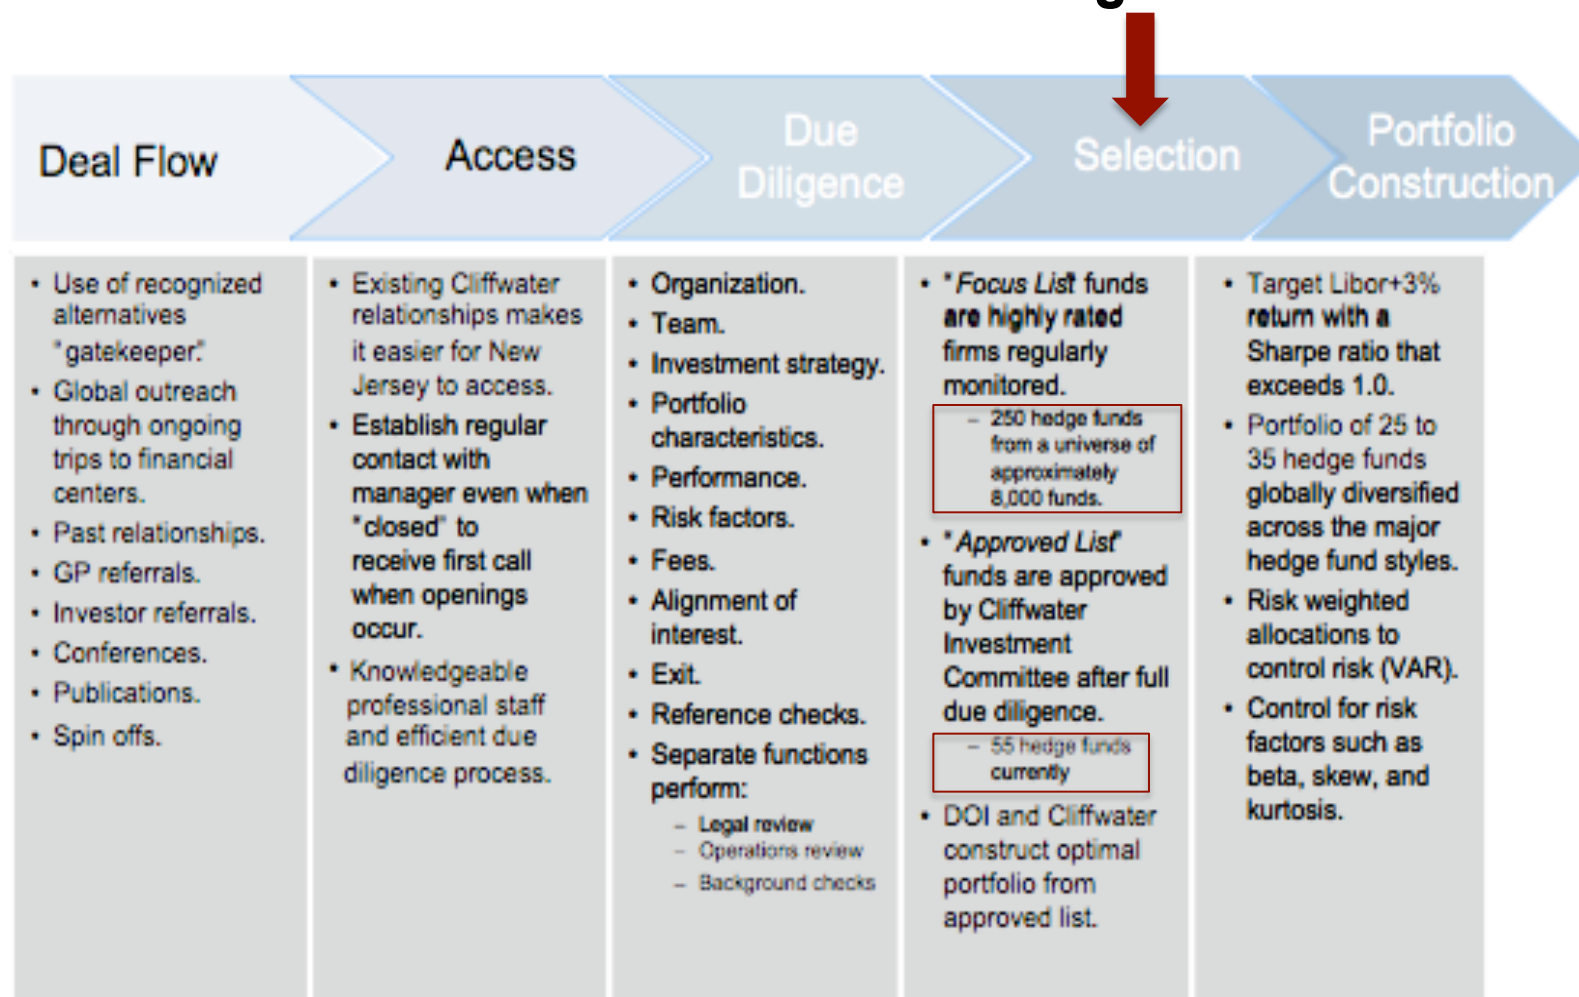 g
Deal Flow
Access
Due
Diligence
Selection
Portfolio
Construction
• Use of recognized
alternatives
"gatekeeper."
• Global outreach
through ongoing
trips to financial
centers.
• Past relationships.
• GP referrals.
• Investor referrals.
• Conferences.
• Publications.
• Spin offs.
• Existing Cliffwater
relationships makes
it easier for New
Jersey to access.
• Establish regular
contact with
manager even when
"closed" to
receive first call
when openings
occur.
• Knowledgeable
professional staff
and efficient due
diligence process.
• Organization.
• Team.
• Investment strategy.
• Portfolio
characteristics.
• Performance.
• Risk factors.
• Fees.
• Alignment of
interest.
• Exit.
• Reference checks.
• Separate functions
perform:
– Legal review
– Operations review
– Background checks
• "Focus List" funds
are highly rated
firms regularly
monitored.
– 250 hedge funds
from a universe of
approximately
8,000 funds.
• "Approved List"
funds are approved
by Cliffwater
Investment
Committee after full
due diligence.
– 55 hedge funds
currently
• DOI and Cliffwater
construct optimal
portfolio from
approved list.
• Target Libor+3%
return with a
Sharpe ratio that
exceeds 1.0.
• Portfolio of 25 to
35 hedge funds
globally diversified
across the major
hedge fund styles.
• Risk weighted
allocations to
control risk (VAR).
• Control for risk
factors such as
beta, skew, and
kurtosis.